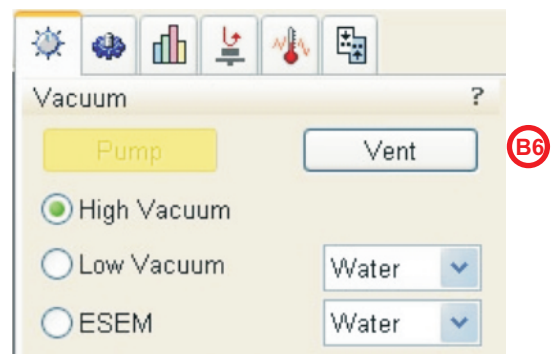 Vacuum ?
Pump Vent B6
High Vacuum
Low Vacuum Water
ESEM Water